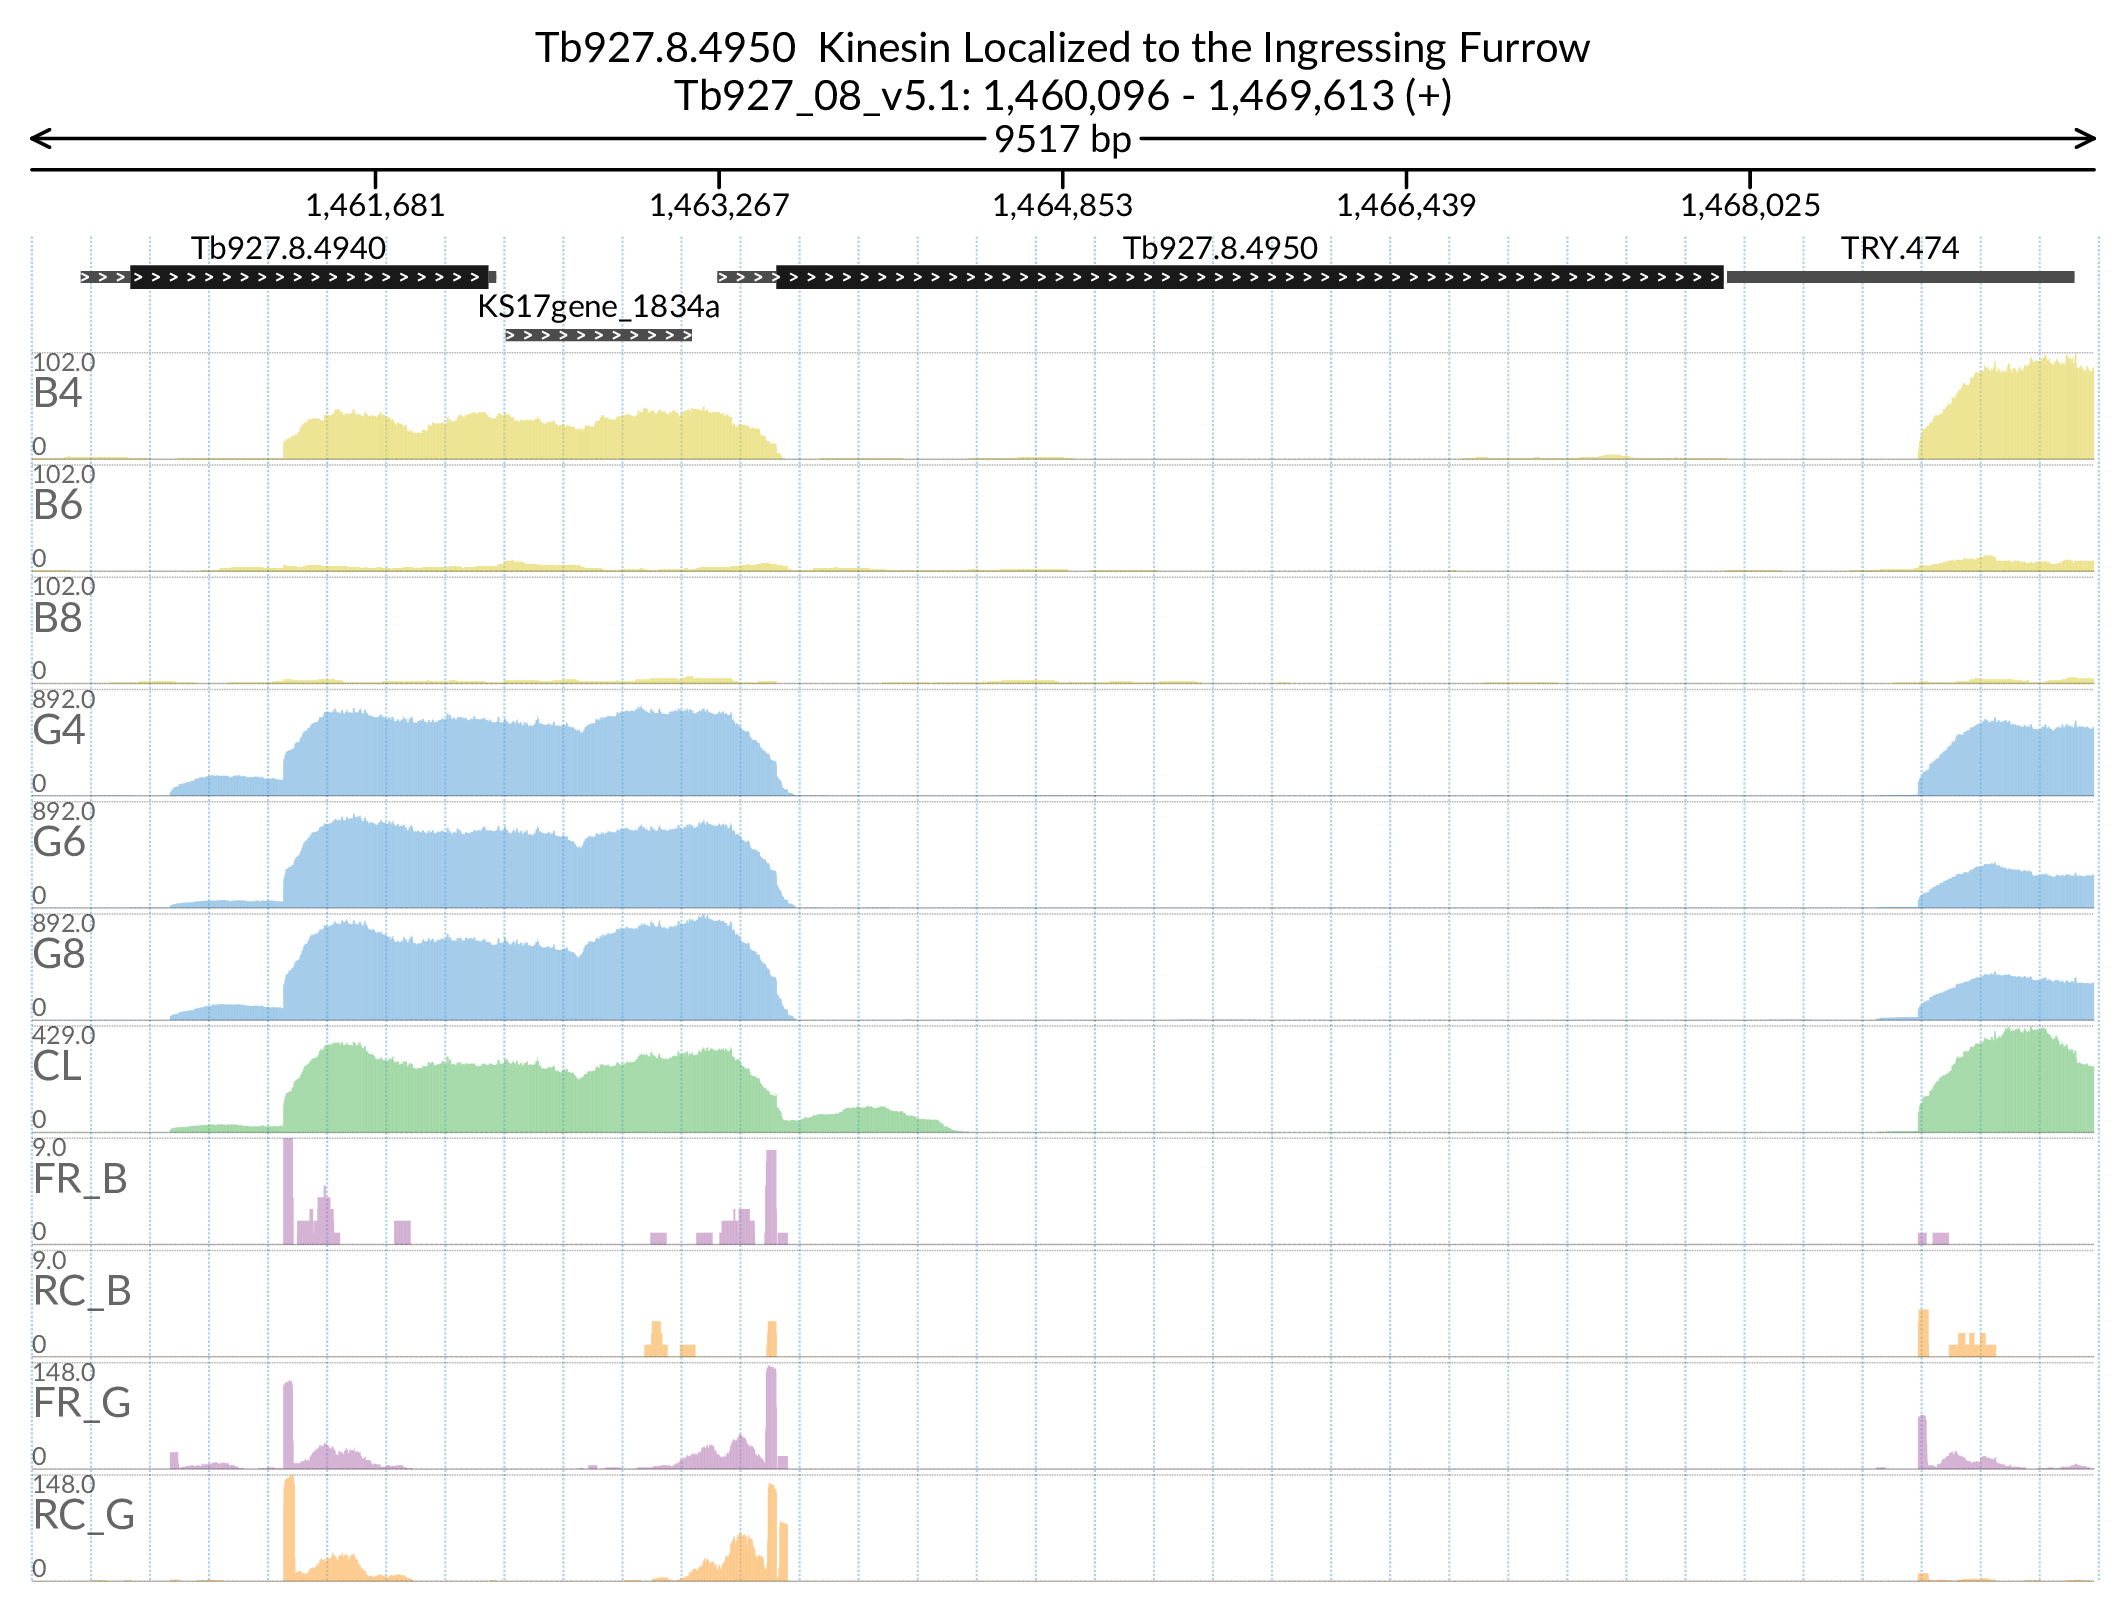 Tb927.8.4950 Kinesin Localized to the Ingressing Furrow
Tb927_08_v5.1: 1,460,096 - 1,469,613 (+)
9517 bp
1,461,681 1,463,267 1,464,853 1,466,439 1,468,025
Tb927.8.4940 Tb927.8.4950 TRY.474
KS17gene_1834a
102.0
B4
0
102.0
B6
0
102.0
B8
0
892.0
G4
0
892.0
G6
0
892.0
G8
0
429.0
CL
0
9.0
FR_B
0
9.0
RC_B
0
148.0
FR_G
0
148.0
RC_G
0